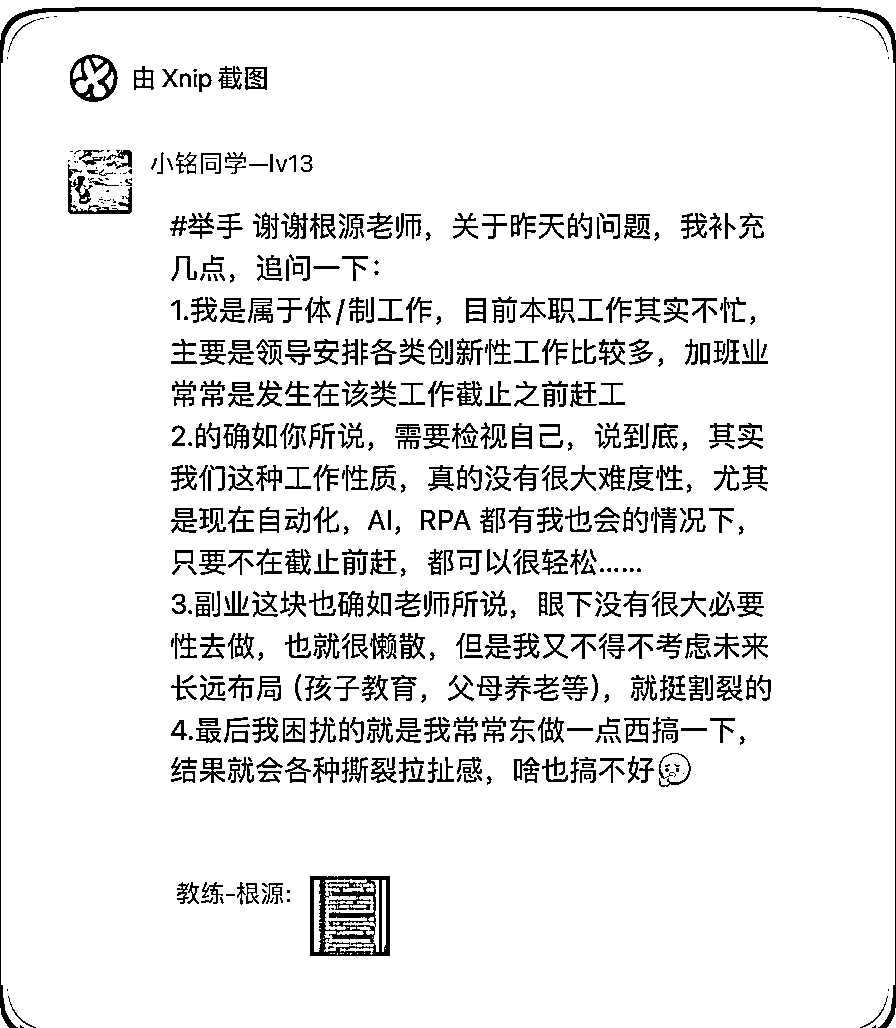 由 Xnip 截图
小铭同学—lv13
#举手 谢谢根源老师，关于昨天的问题，我补充
几点，追问一下：
1.我是属于体/制工作，目前本职工作其实不忙，
主要是领导安排各类创新性工作比较多，加班业
常常是发生在该类工作截止之前赶工
2.的确如你所说，需要检视自己，说到底，其实
我们这种工作性质，真的没有很大难度性，尤其
是现在自动化，AI，RPA 都有我也会的情况下，
只要不在截止前赶，都可以很轻松……
3.副业这块也确如老师所说，眼下没有很大必要
性去做，也就很懒散，但是我又不得不考虑未来
长远布局 (孩子教育，父母养老等)，就挺割裂的
4.最后我困扰的就是我常常东做一点西搞一下，
结果就会各种撕裂拉扯感，啥也搞不好
教练-根源: